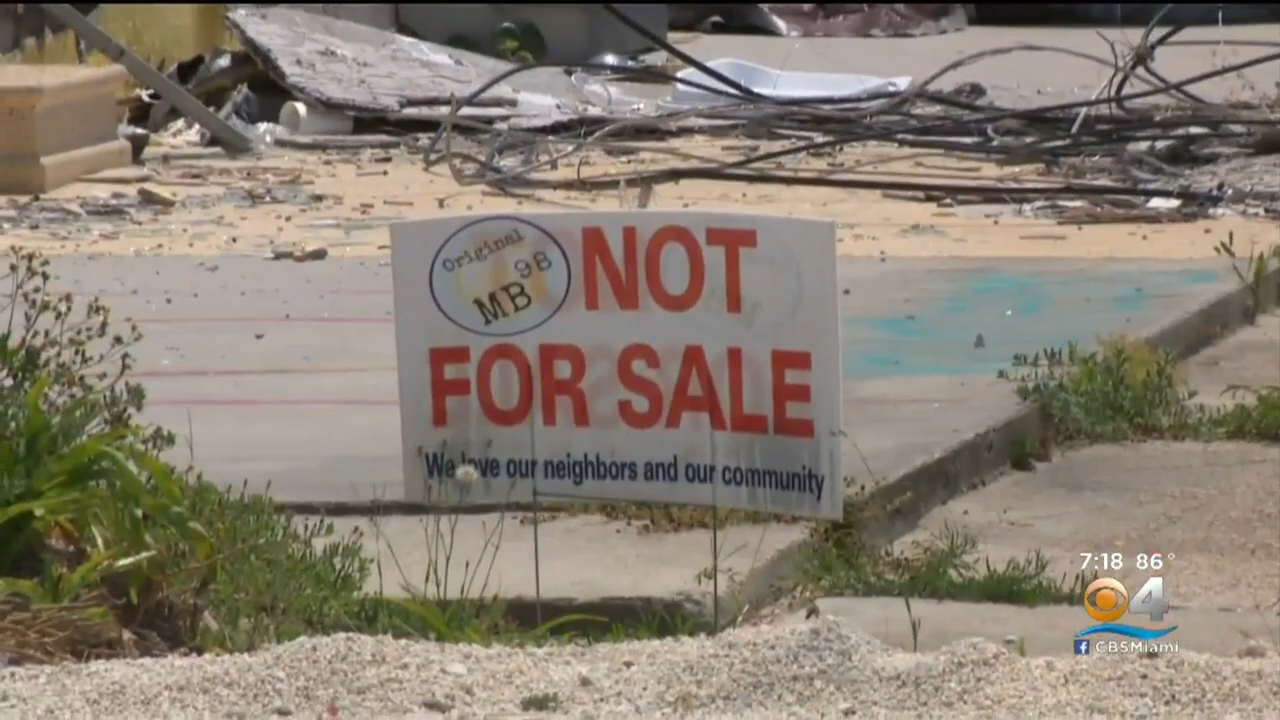 Original
98
MB
NOT
FOR SALE
We love our neighbors and our community
7:18 86°
4
CBSMiami